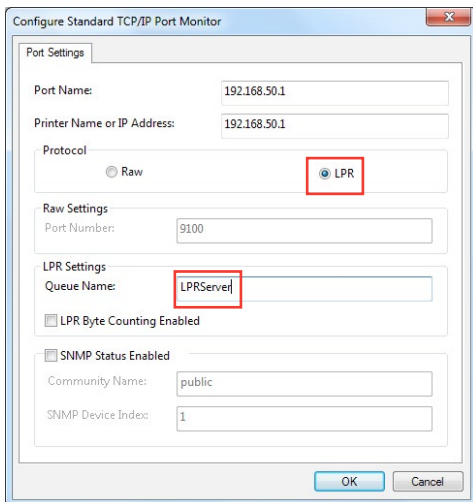 Configure Standard TCP/IP Port Monitor
Port Settings
Port Name: 192.168.50.1
Printer Name or IP Address: 192.168.50.1
Protocol
Raw LPR
Raw Settings
Port Number: 9100
LPR Settings
Queue Name: LPRServer
LPR Byte Counting Enabled
SNMP Status Enabled
Community Name: public
SNMP Device Index: 1
OK Cancel